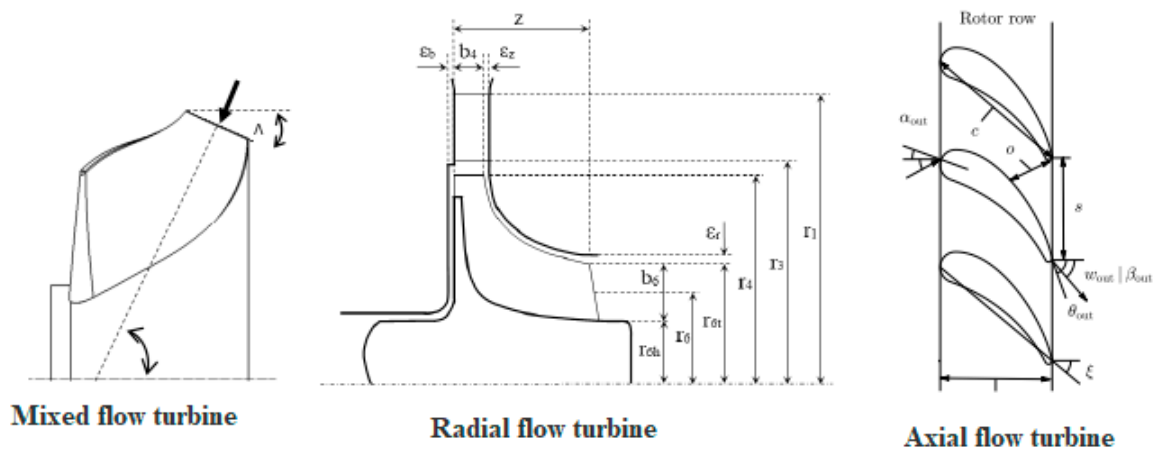 Λ
Mixed flow turbine
z
εb b4 εz
εr
b6
r6h
r6
r6t
r4
r3
r1
Radial flow turbine
Rotor row
αout
c
o
s
wout | βout
θout
ξ
Axial flow turbine